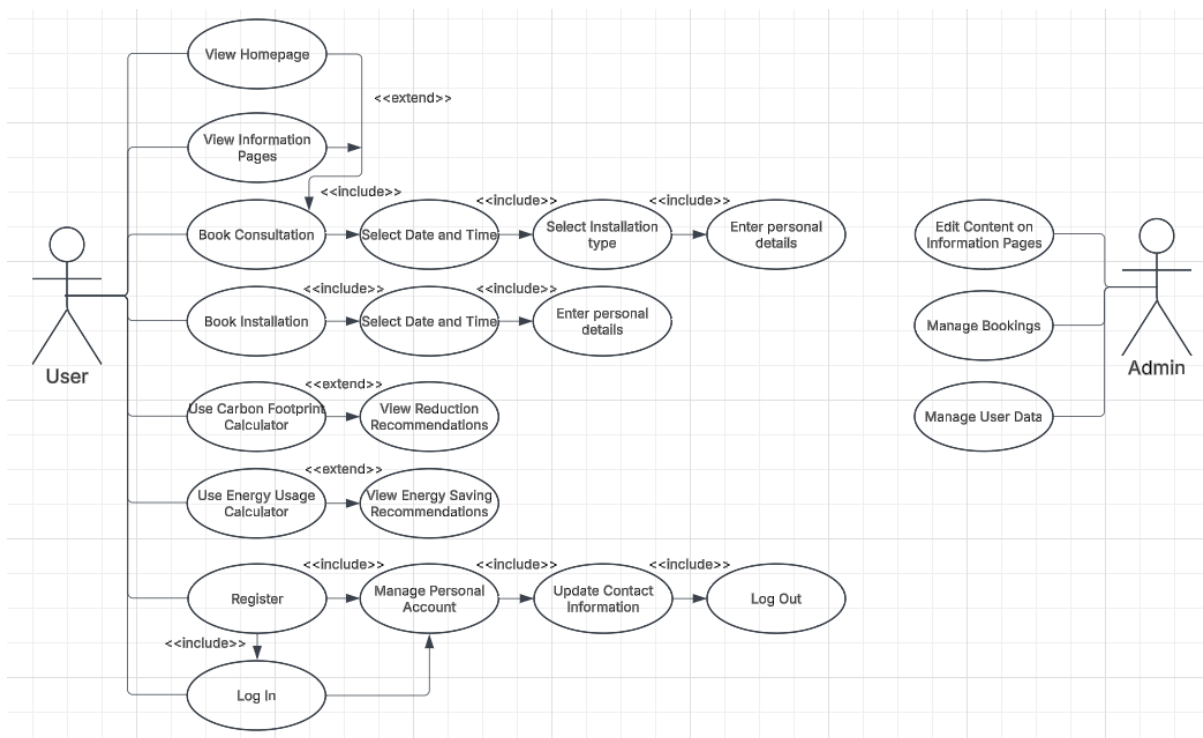 View Homepage
<<extend>>
View Information
Pages
<<include>>
<<include>>
<<include>>
Book Consultation
Select Date and Time
Select Installation
type
Enter personal
details
Edit Content on
Information Pages
<<include>>
<<include>>
Book Installation
Select Date and Time
Enter personal
details
Manage Bookings
User
Admin
<<extend>>
Use Carbon Footprint
Calculator
View Reduction
Recommendations
Manage User Data
<<extend>>
Use Energy Usage
Calculator
View Energy Saving
Recommendations
<<include>>
<<include>>
<<include>>
Register
Manage Personal
Account
Update Contact
Information
Log Out
<<include>>
Log In